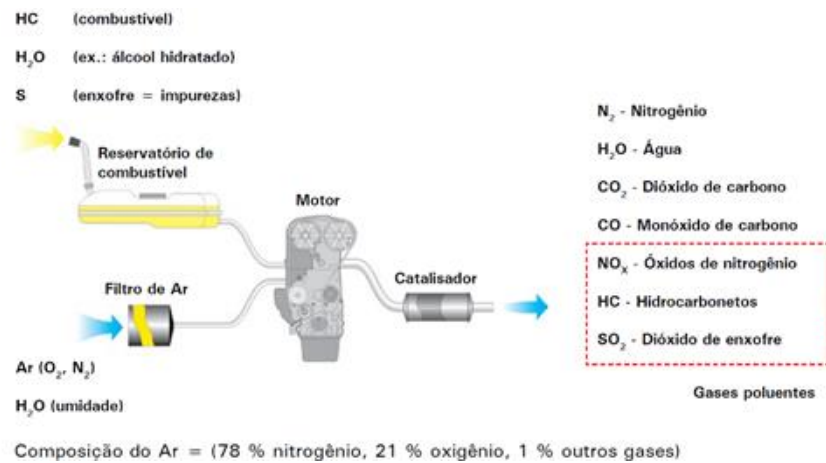 HC (combustível)
H₂O (ex.: álcool hidratado)
S (enxofre = impurezas)
Reservatório de
combustível
Motor
Filtro de Ar
Catalisador
Ar (O₂, N₂)
H₂O (umidade)
N₂ - Nitrogênio
H₂O - Água
CO₂ - Dióxido de carbono
CO - Monóxido de carbono
NOₓ - Óxidos de nitrogênio
HC - Hidrocarbonetos
SO₂ - Dióxido de enxofre
Gases poluentes
Composição do Ar = (78 % nitrogênio, 21 % oxigênio, 1 % outros gases)